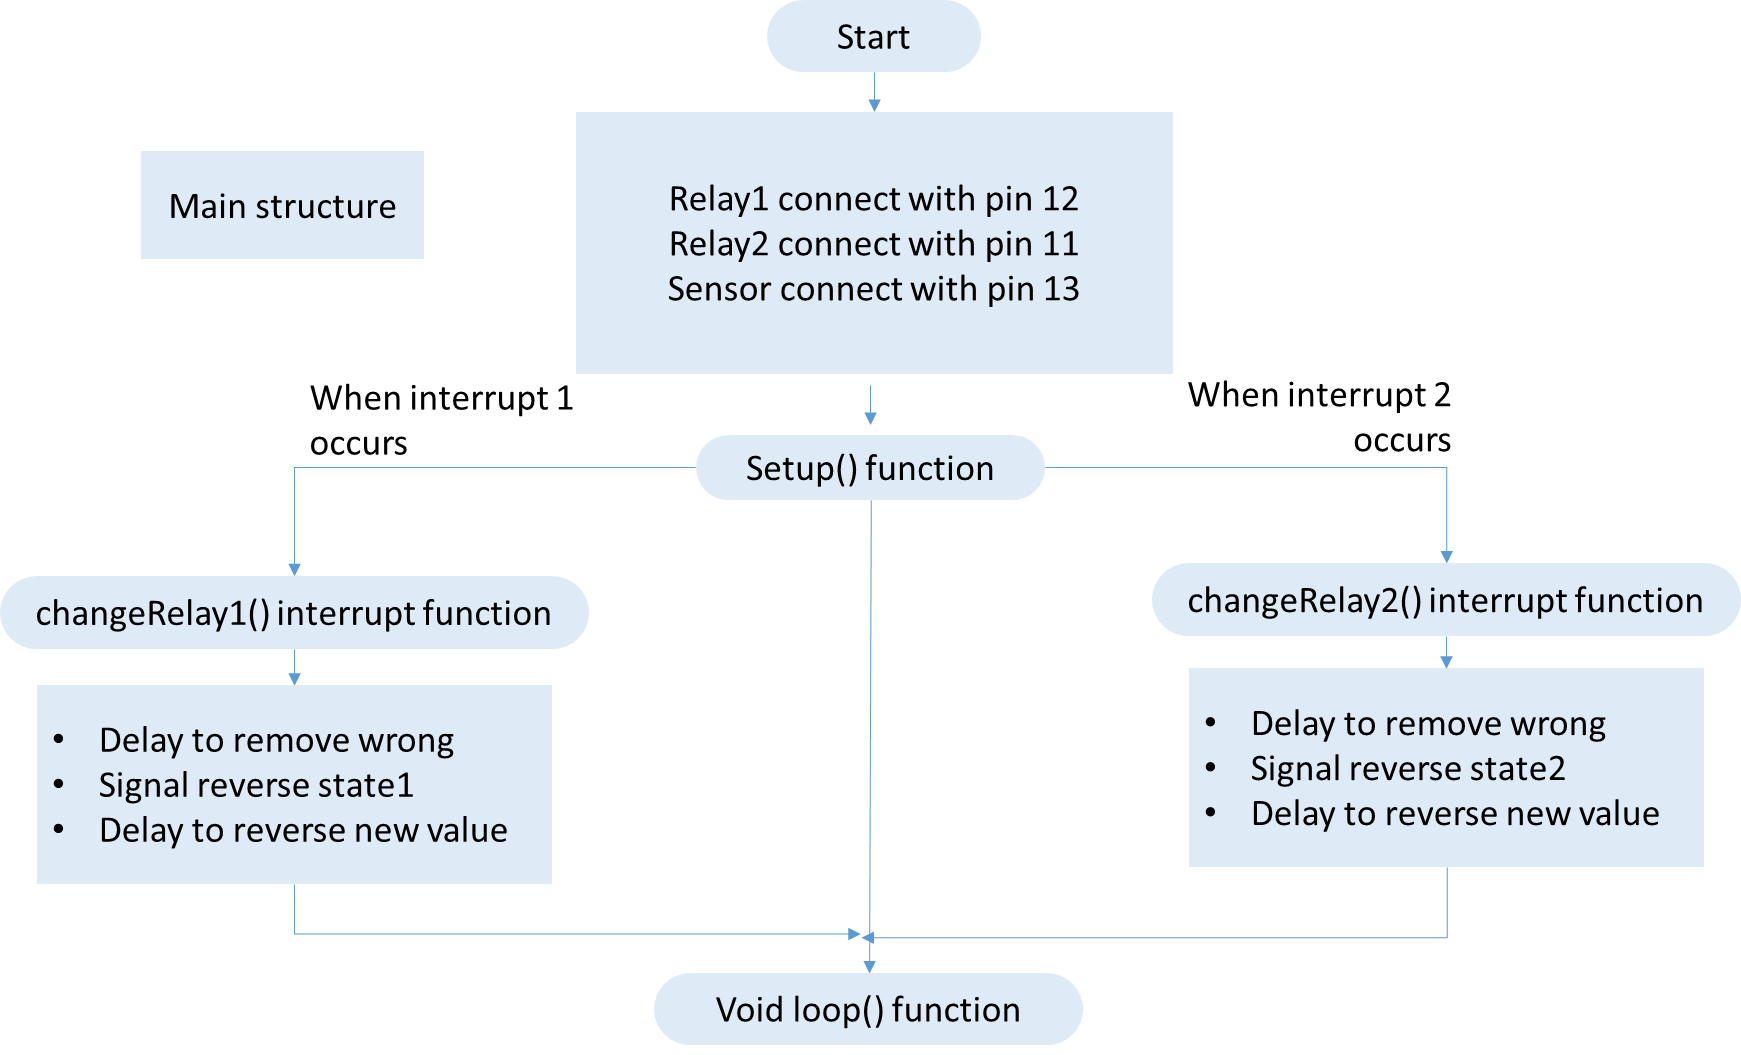 Start
Main structure
Relay1 connect with pin 12
Relay2 connect with pin 11
Sensor connect with pin 13
When interrupt 1
occurs
When interrupt 2
occurs
Setup() function
changeRelay1() interrupt function
changeRelay2() interrupt function
• Delay to remove wrong
• Signal reverse state1
• Delay to reverse new value
• Delay to remove wrong
• Signal reverse state2
• Delay to reverse new value
Void loop() function